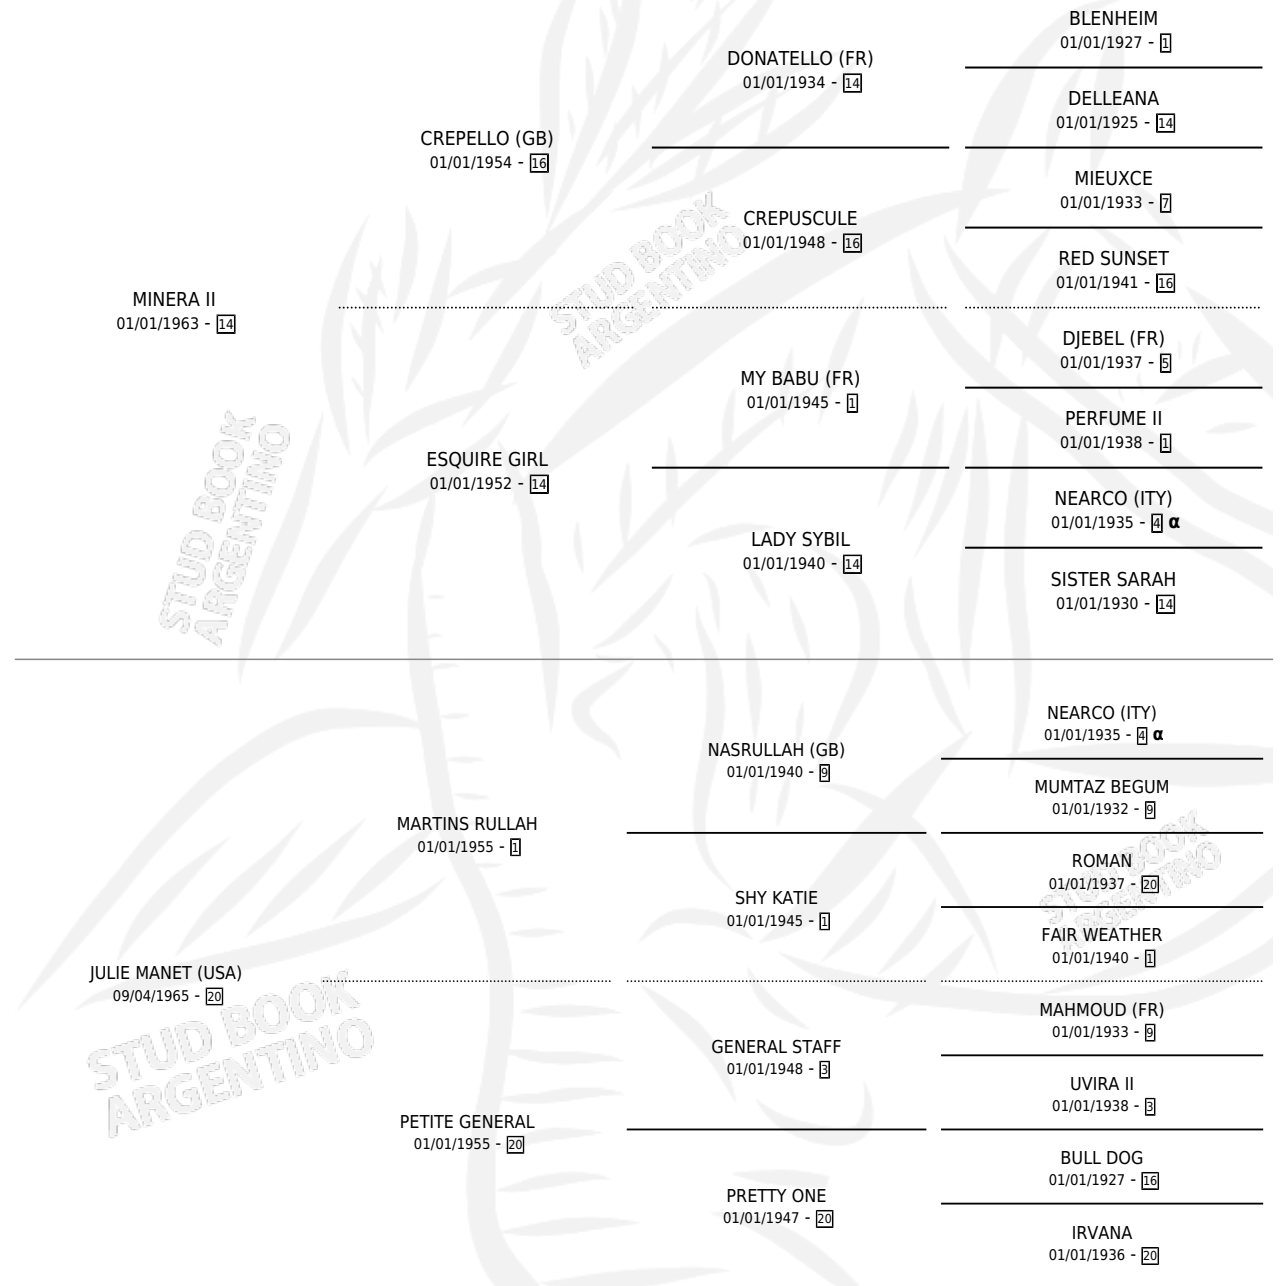 BLENHEIM
01/01/1927 - 1
DONATELLO (FR)
01/01/1934 - 14
DELLEANA
01/01/1925 - 14
CREPELLO (GB)
01/01/1954 - 16
MIEUXCE
01/01/1933 - 7
CREPUSCULE
01/01/1948 - 16
RED SUNSET
01/01/1941 - 16
MINERA II
01/01/1963 - 14
DJEBEL (FR)
01/01/1937 - 5
MY BABU (FR)
01/01/1945 - 1
PERFUME II
01/01/1938 - 1
ESQUIRE GIRL
01/01/1952 - 14
NEARCO (ITY)
01/01/1935 - 4 α
LADY SYBIL
01/01/1940 - 14
SISTER SARAH
01/01/1930 - 14
NEARCO (ITY)
01/01/1935 - 4 α
NASRULLAH (GB)
01/01/1940 - 9
MUMTAZ BEGUM
01/01/1932 - 9
MARTINS RULLAH
01/01/1955 - 1
ROMAN
01/01/1937 - 20
SHY KATIE
01/01/1945 - 1
FAIR WEATHER
01/01/1940 - 1
JULIE MANET (USA)
09/04/1965 - 20
MAHMOUD (FR)
01/01/1933 - 9
GENERAL STAFF
01/01/1948 - 3
UVIRA II
01/01/1938 - 3
PETITE GENERAL
01/01/1955 - 20
BULL DOG
01/01/1927 - 16
PRETTY ONE
01/01/1947 - 20
IRVANA
01/01/1936 - 20
STUD BOOK
ARGENTINO
STUD BOOK
ARGENTINO
STUD BOOK
ARGENTINO
STUD BOOK
ARGENTINO